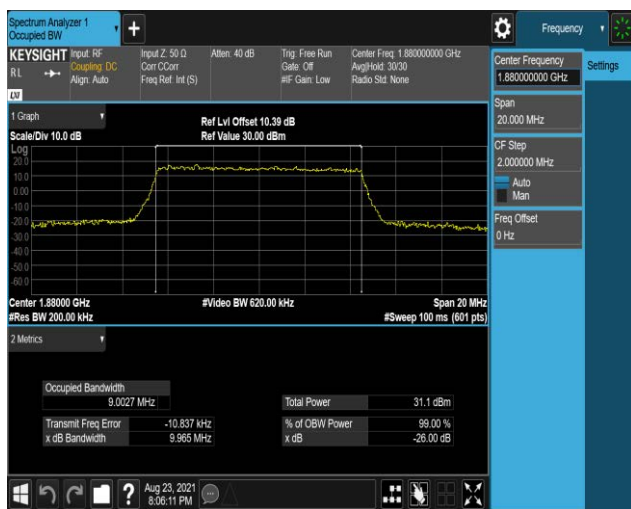 Spectrum Analyzer 1
Occupied BW
Frequency
KEYSIGHT
Input: RF
Coupling: DC
Align: Auto
Input Z: 50 Ω
Corr CCorr
Freq Ref: Int (S)
Atten: 40 dB
Trig: Free Run
Gate: Off
#IF Gain: Low
Center Freq: 1.880000000 GHz
Avg|Hold: 30/30
Radio Std: None
RL
LXI
1 Graph
Scale/Div 10.0 dB
Ref Lvl Offset 10.39 dB
Ref Value 30.00 dBm
Log
20.0
10.0
0.00
-10.0
-20.0
-30.0
-40.0
-50.0
-60.0
Center 1.88000 GHz
#Res BW 200.00 kHz
#Video BW 620.00 kHz
Span 20 MHz
#Sweep 100 ms (601 pts)
2 Metrics
Occupied Bandwidth
9.0027 MHz
Transmit Freq Error -10.837 kHz
x dB Bandwidth 9.965 MHz
Total Power 31.1 dBm
% of OBW Power 99.00 %
x dB -26.00 dB
Center Frequency
1.880000000 GHz
Settings
Span
20.000 MHz
CF Step
2.000000 MHz
Auto
Man
Freq Offset
0 Hz
Aug 23, 2021
8:06:11 PM